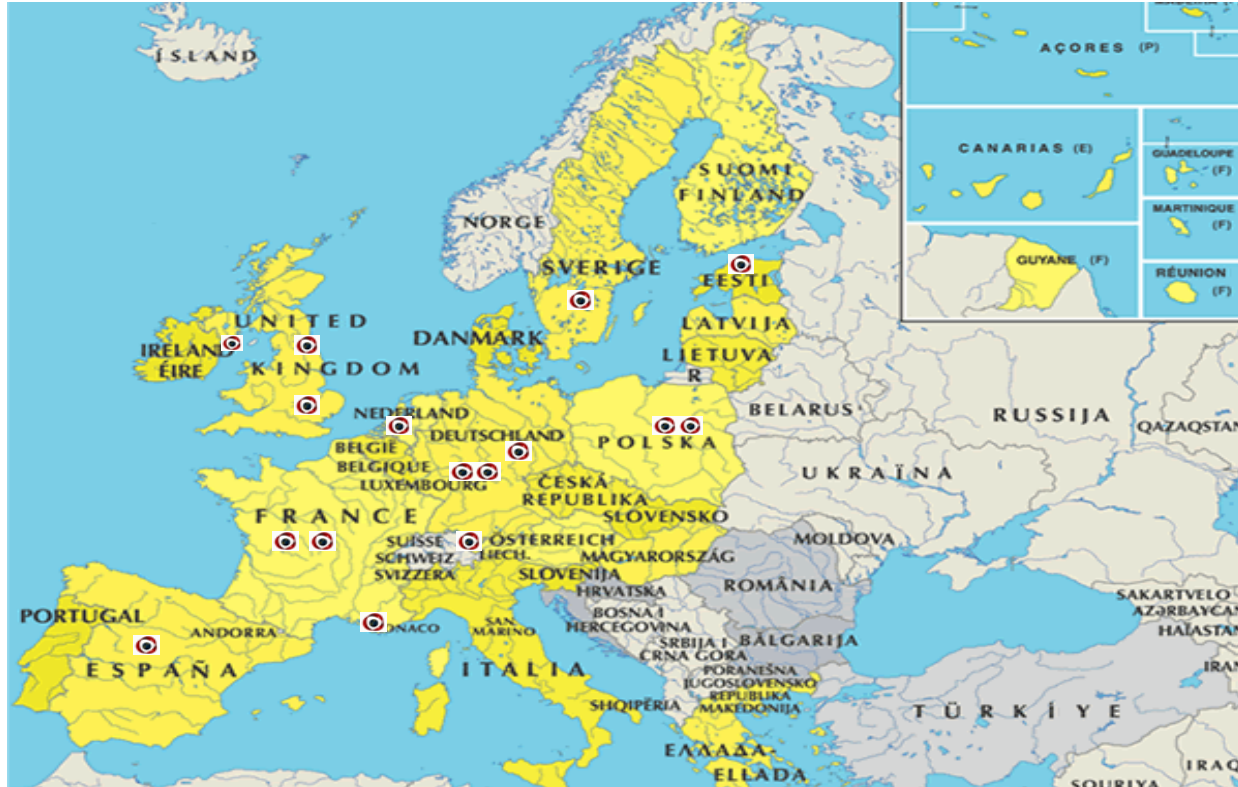 ÍSLAND
NORGE
SUOMI
FINLAND
SVERIGE
EESTI
LATVIJA
LIETUVA
R
DANMARK
UNITED
KINGDOM
IRELAND
ÉIRE
NEDERLAND
BELGIË
BELGIQUE
LUXEMBOURG
DEUTSCHLAND
POLSKA
BELARUS'
RUSSIJA
QAZAQSTAN
UKRAÏNA
ČESKÁ
REPUBLIKA
SLOVENSKO
FRANCE
SUISSE
SCHWEIZ
SVIZZERA
LIECH.
ÖSTERREICH
MAGYARORSZÁG
MOLDOVA
SLOVENIJA
HRVATSKA
ROMÂNIA
BOSNA I
HERCEGOVINA
SRBIJA I
CRNA GORA
BĂLGARIJA
PORANEŠNA
JUGOSLOVENSKO
REPUBLIKA
MAKEDONIJA
SHQIPËRIA
PORTUGAL
ESPAÑA
ANDORRA
ONACO
SAN
MARINO
ITALIA
ΕΛΛΑΔΑ-
ELLADA
TÜRKİYE
SAKARTVELO
AZƏRBAYCAN
HAÏASTAN
IRAN
IRAQ
SOURIYA
AÇORES (P)
CANARIAS (E)
GUADELOUPE
(F)
MARTINIQUE
(F)
RÉUNION
(F)
GUYANE (F)